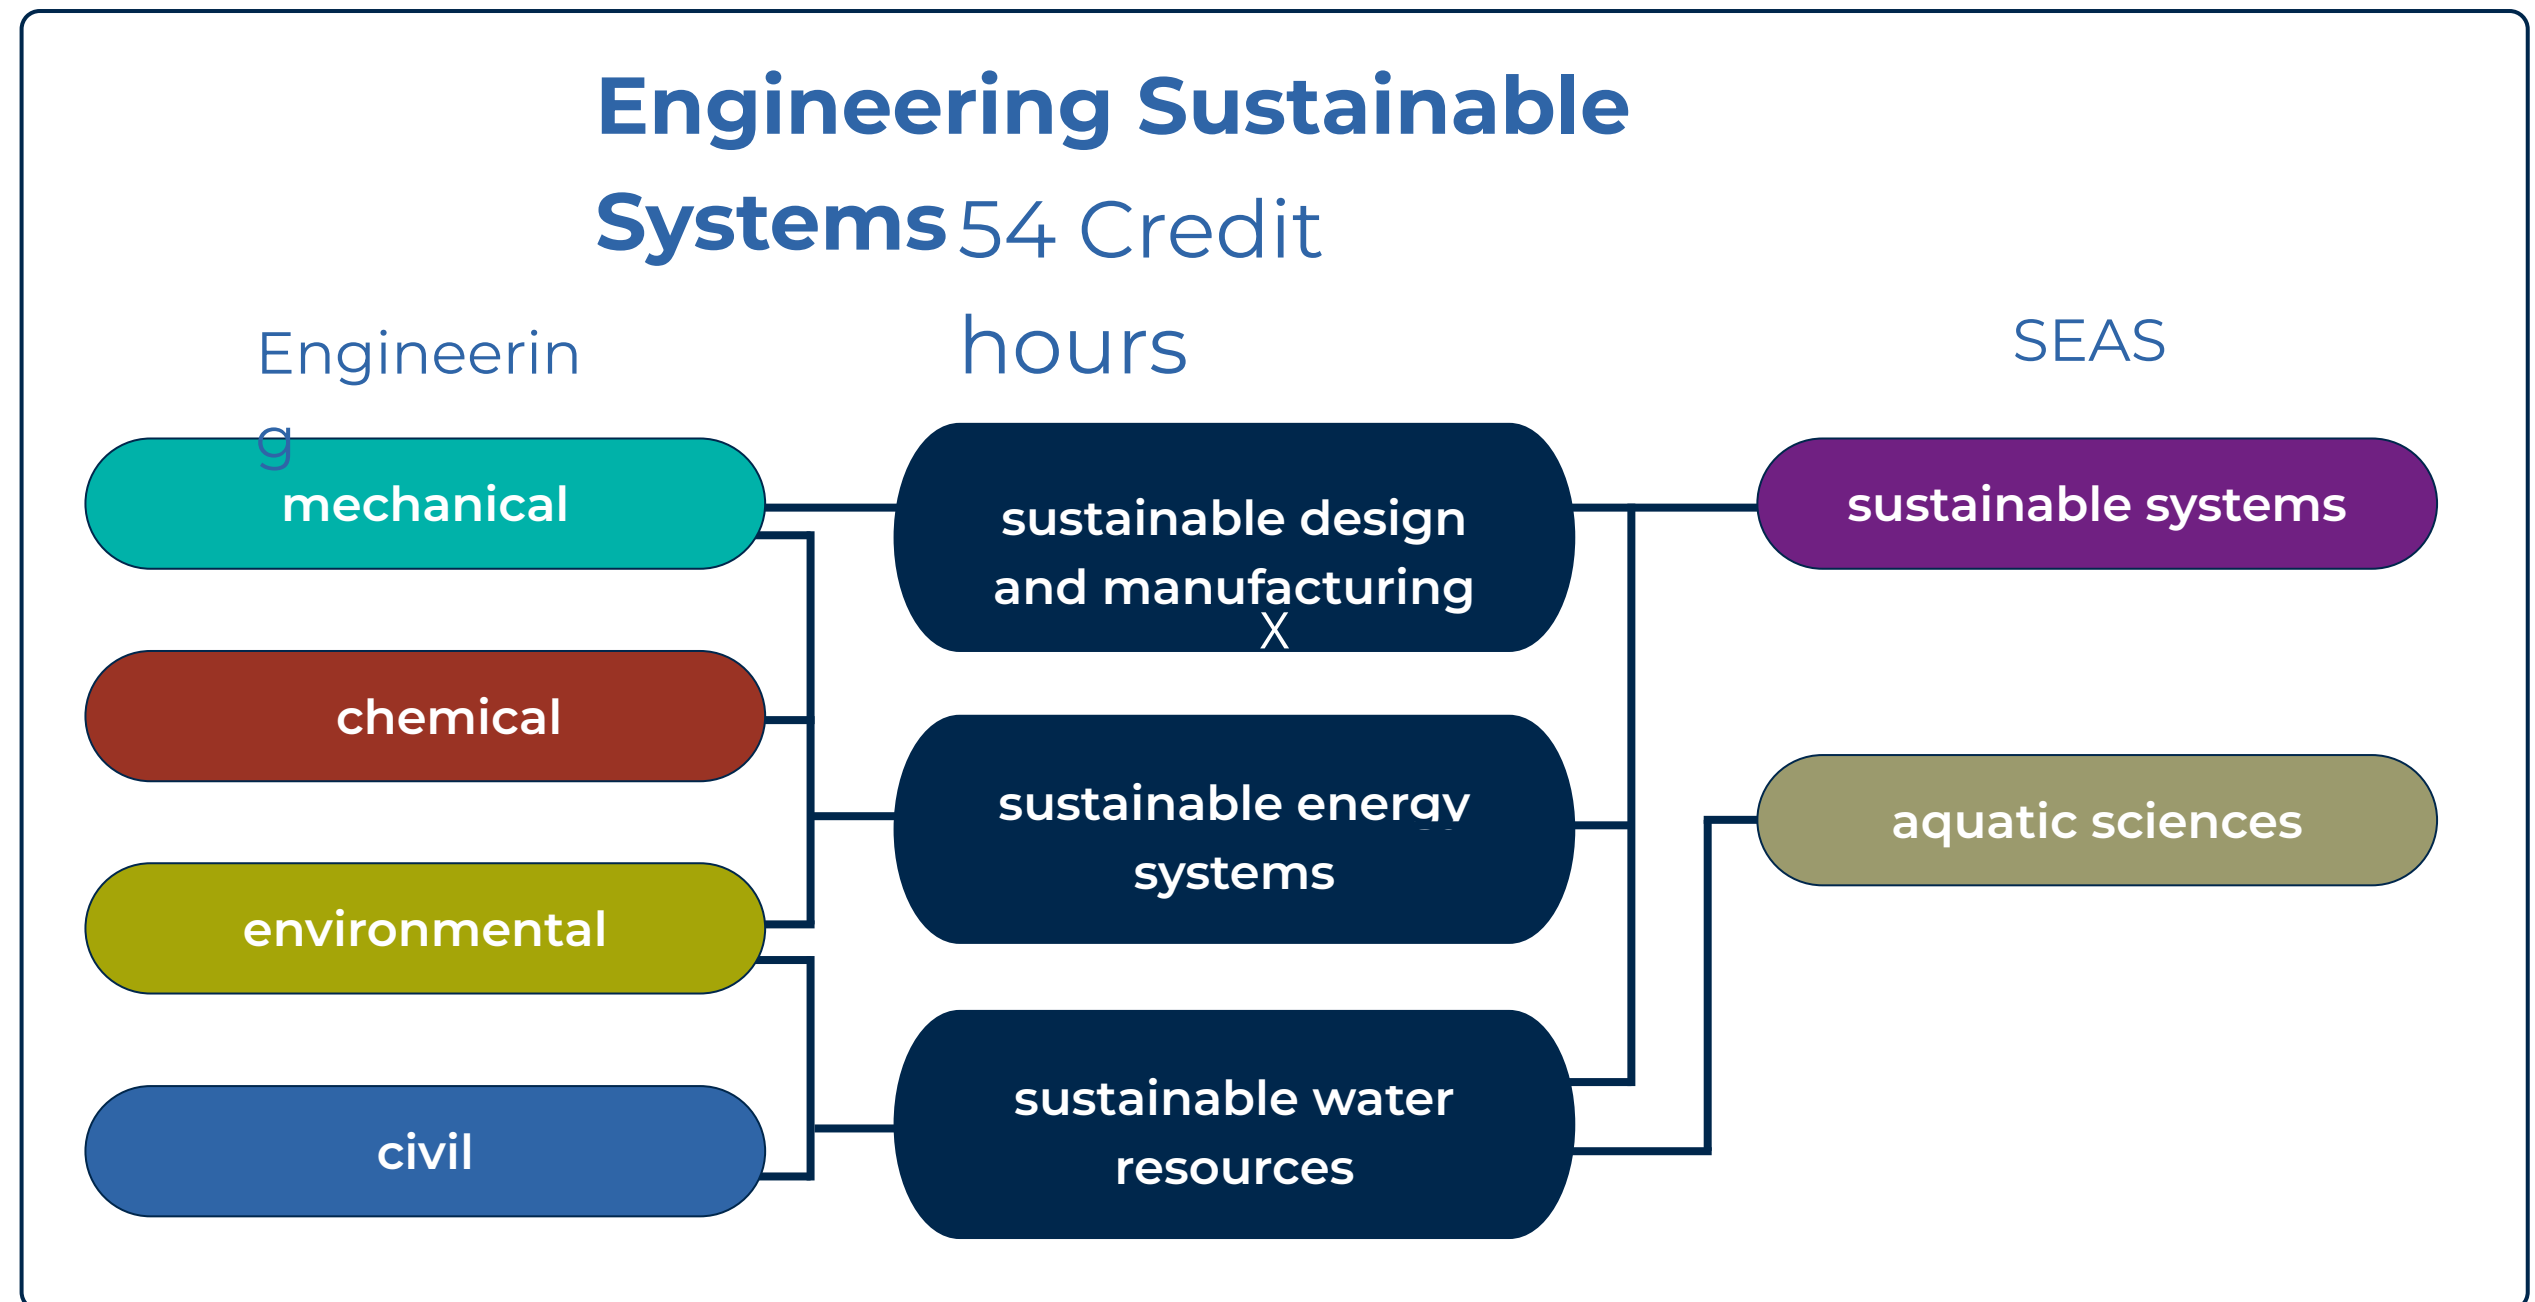 Engineering Sustainable
Systems 54 Credit
hours
Engineerin
g
SEAS
mechanical
chemical
environmental
civil
sustainable design
and manufacturing
X
sustainable energy
systems
sustainable water
resources
sustainable systems
aquatic sciences